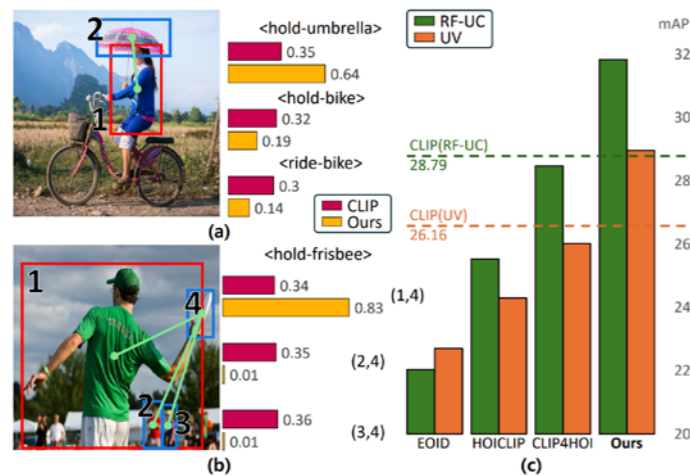 2
1
(a)
<hold-umbrella>
0.35
0.64
<hold-bike>
0.32
0.19
<ride-bike>
0.3
0.14
CLIP
Ours
1
4
2
3
(b)
<hold-frisbee>
0.34
0.83
(1,4)
0.35
0.01
(2,4)
0.36
0.01
(3,4)
RF-UC
UV
mAP
32
30
28
26
24
22
20
CLIP(RF-UC)
28.79
CLIP(UV)
26.16
EOID HOICLIP CLIP4HOI Ours
(c)